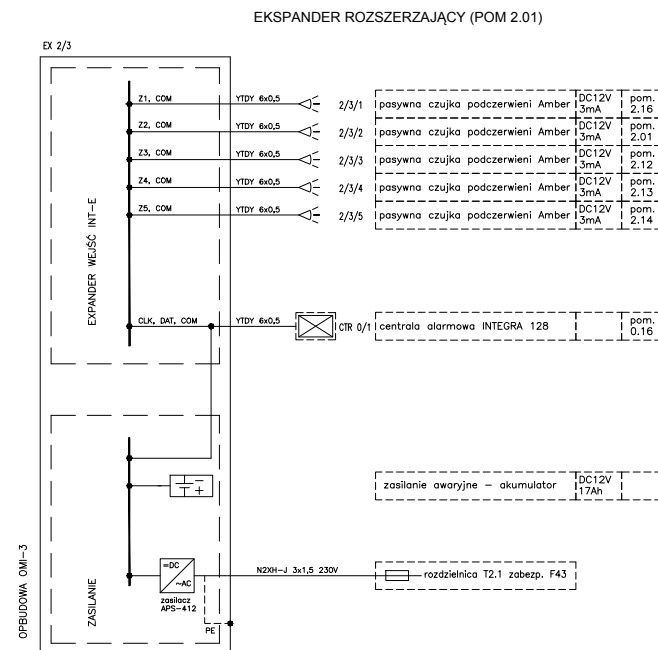 EKSPANDER ROZSZERZAJĄCY (POM 2.01)
EX 2/3
Z1, COM YTDY 6x0,5 2/3/1 pasywna czujka podczerwieni Amber DC12V 3mA pom. 2.16
Z2, COM YTDY 6x0,5 2/3/2 pasywna czujka podczerwieni Amber DC12V 3mA pom. 2.01
Z3, COM YTDY 6x0,5 2/3/3 pasywna czujka podczerwieni Amber DC12V 3mA pom. 2.12
Z4, COM YTDY 6x0,5 2/3/4 pasywna czujka podczerwieni Amber DC12V 3mA pom. 2.13
Z5, COM YTDY 6x0,5 2/3/5 pasywna czujka podczerwieni Amber DC12V 3mA pom. 2.14
EXPANDER WEJŚĆ INT-E
CLK, DAT, COM YTDY 6x0,5 CTR 0/1 centrala alarmowa INTEGRA 128 pom. 0.16
zasilanie awaryjne – akumulator DC12V 17Ah
OPBUDOWA OMI-3
ZASILANIE
=DC
~AC
zasilacz
APS-412
N2XH-J 3x1,5 230V rozdzielnica T2.1 zabezp. F43
PE